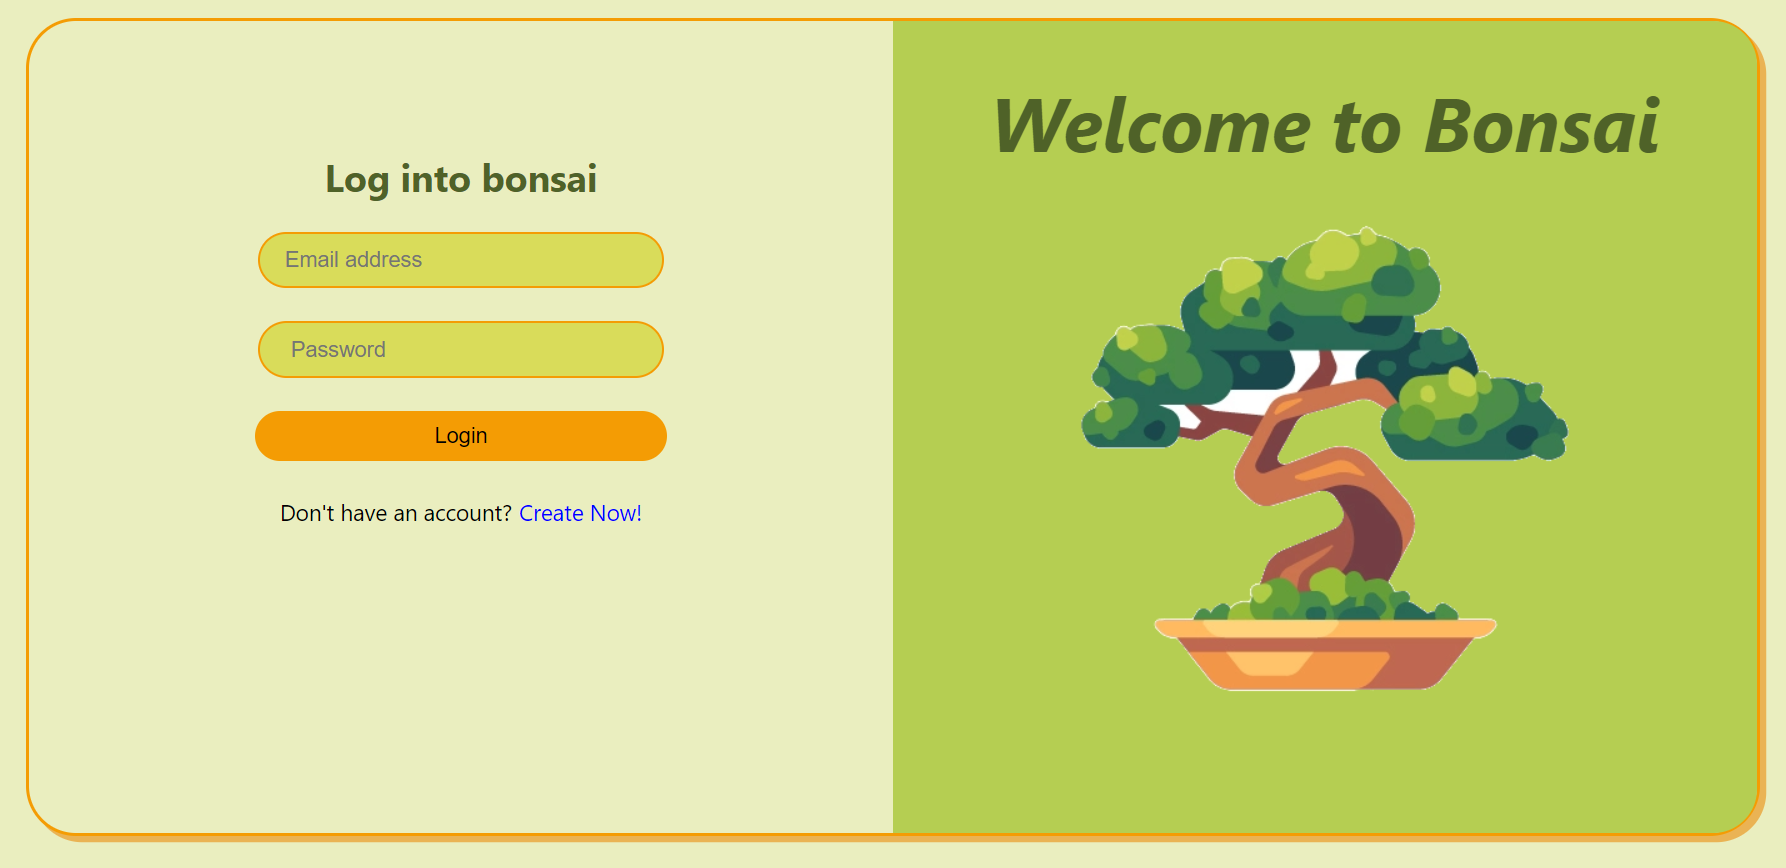 Log into bonsai
Email address
Password
Login
Don't have an account? Create Now!
Welcome to Bonsai